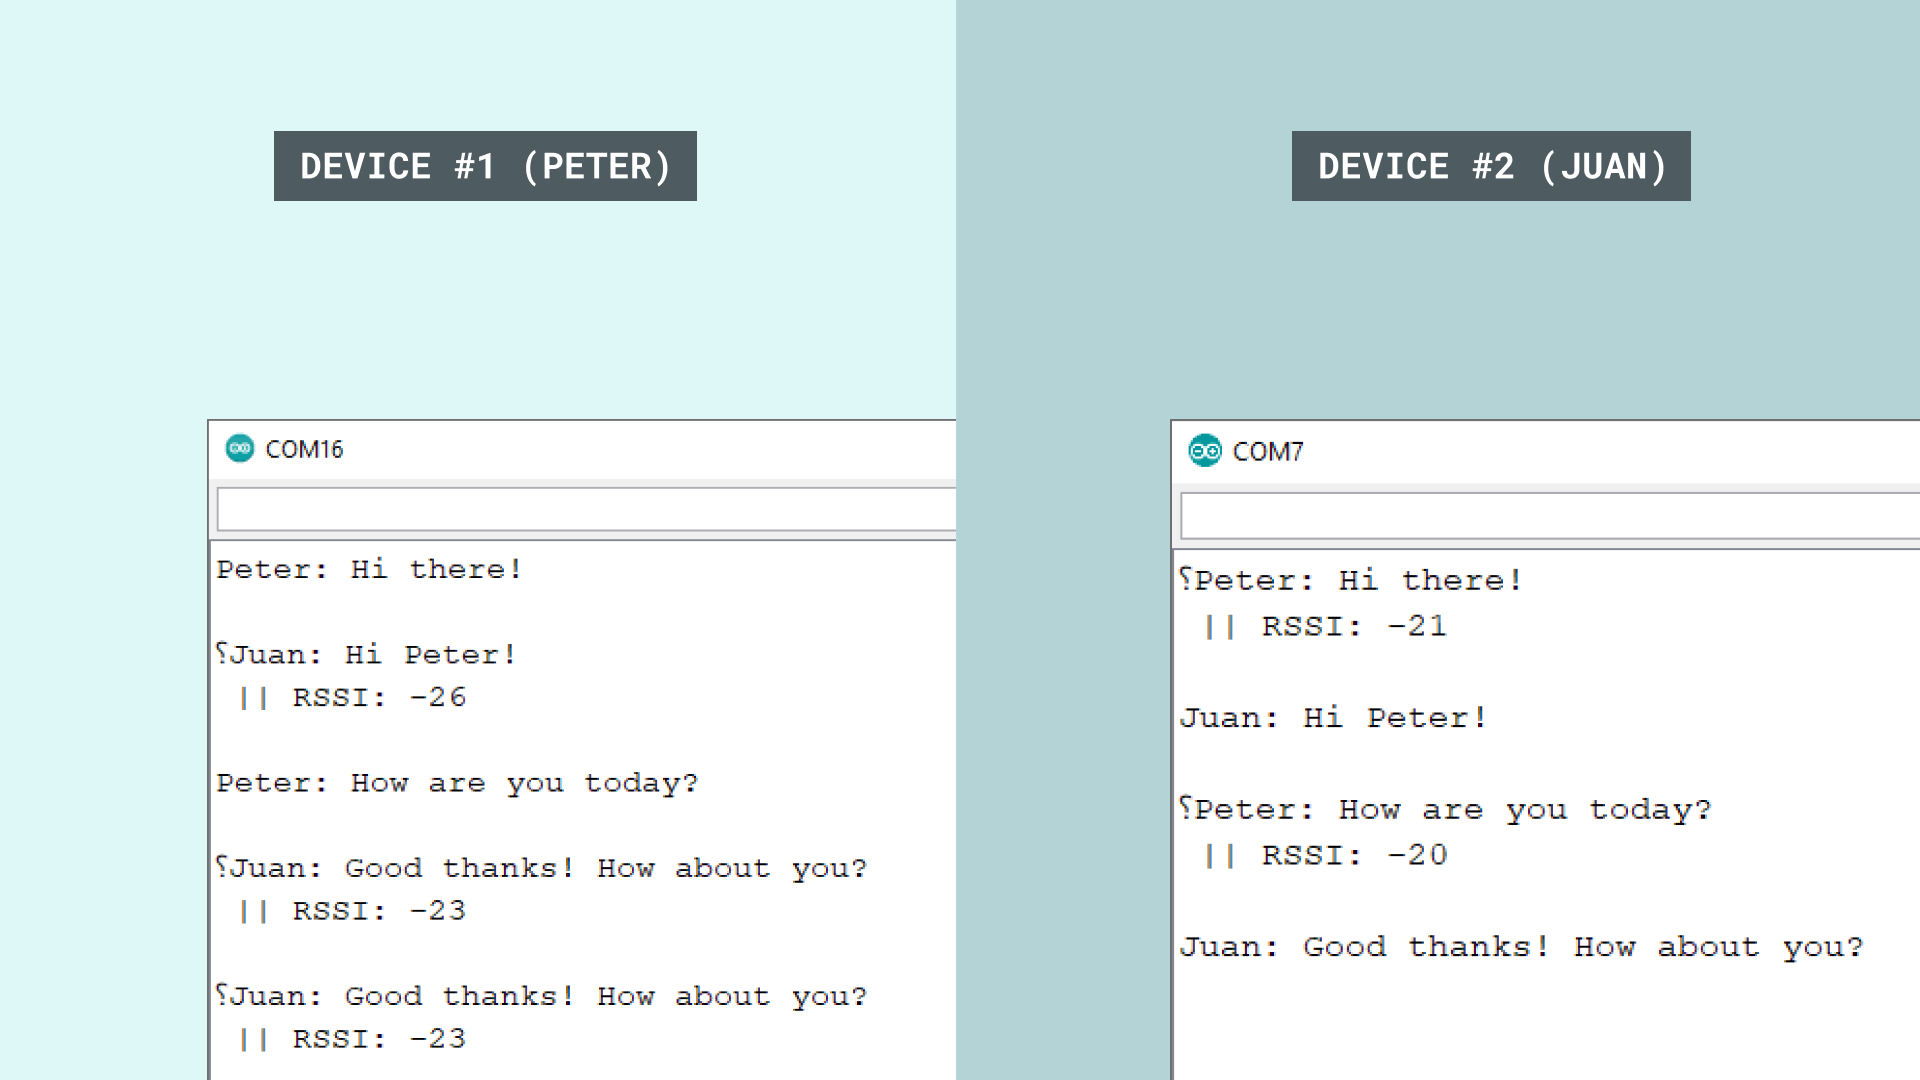 DEVICE #1 (PETER)
COM16
Peter: Hi there!
⸮Juan: Hi Peter!
|| RSSI: -26
Peter: How are you today?
⸮Juan: Good thanks! How about you?
|| RSSI: -23
⸮Juan: Good thanks! How about you?
|| RSSI: -23
DEVICE #2 (JUAN)
COM7
⸮Peter: Hi there!
|| RSSI: -21
Juan: Hi Peter!
⸮Peter: How are you today?
|| RSSI: -20
Juan: Good thanks! How about you?